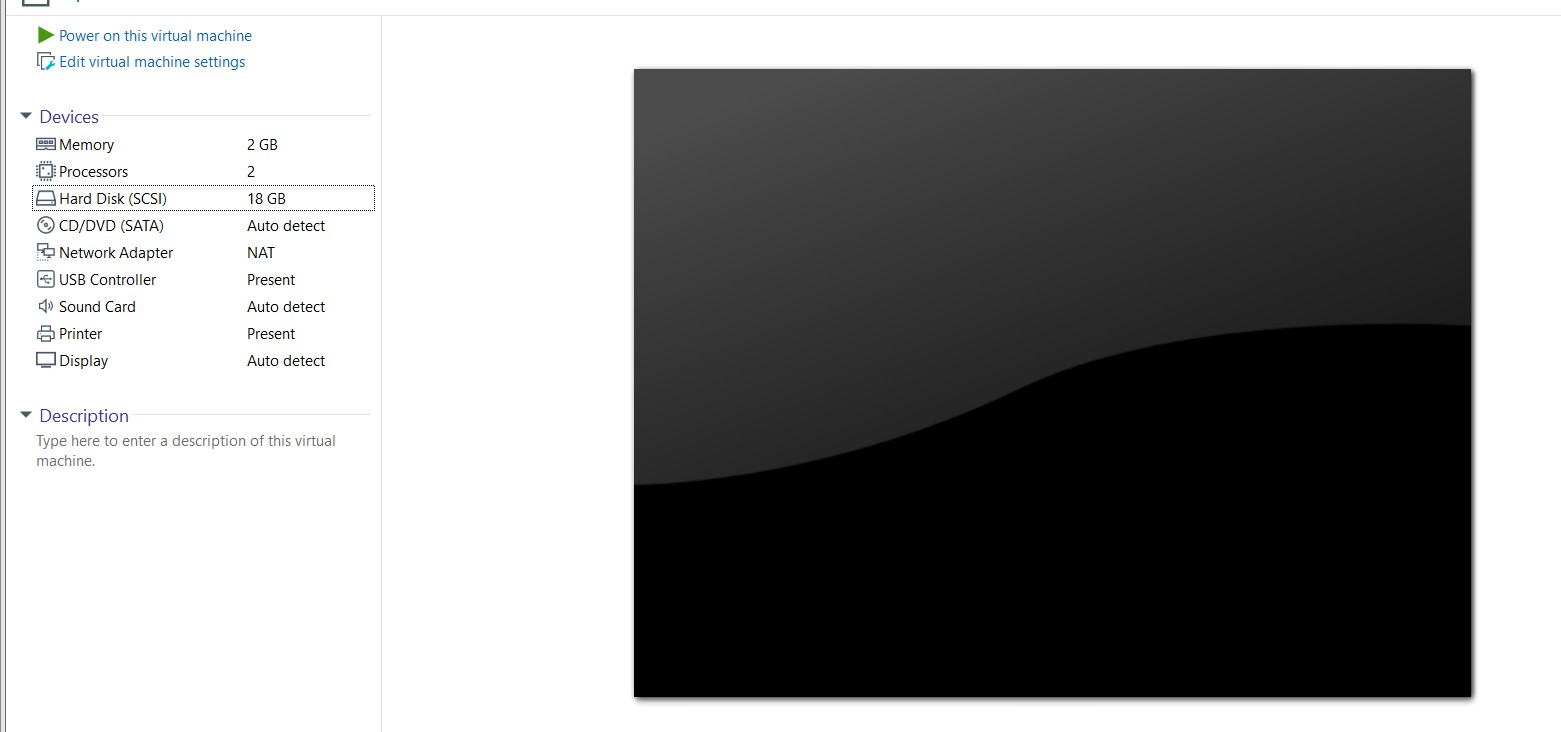 Power on this virtual machine
Edit virtual machine settings
Devices
Memory 2 GB
Processors 2
Hard Disk (SCSI) 18 GB
CD/DVD (SATA) Auto detect
Network Adapter NAT
USB Controller Present
Sound Card Auto detect
Printer Present
Display Auto detect
Description
Type here to enter a description of this virtual
machine.